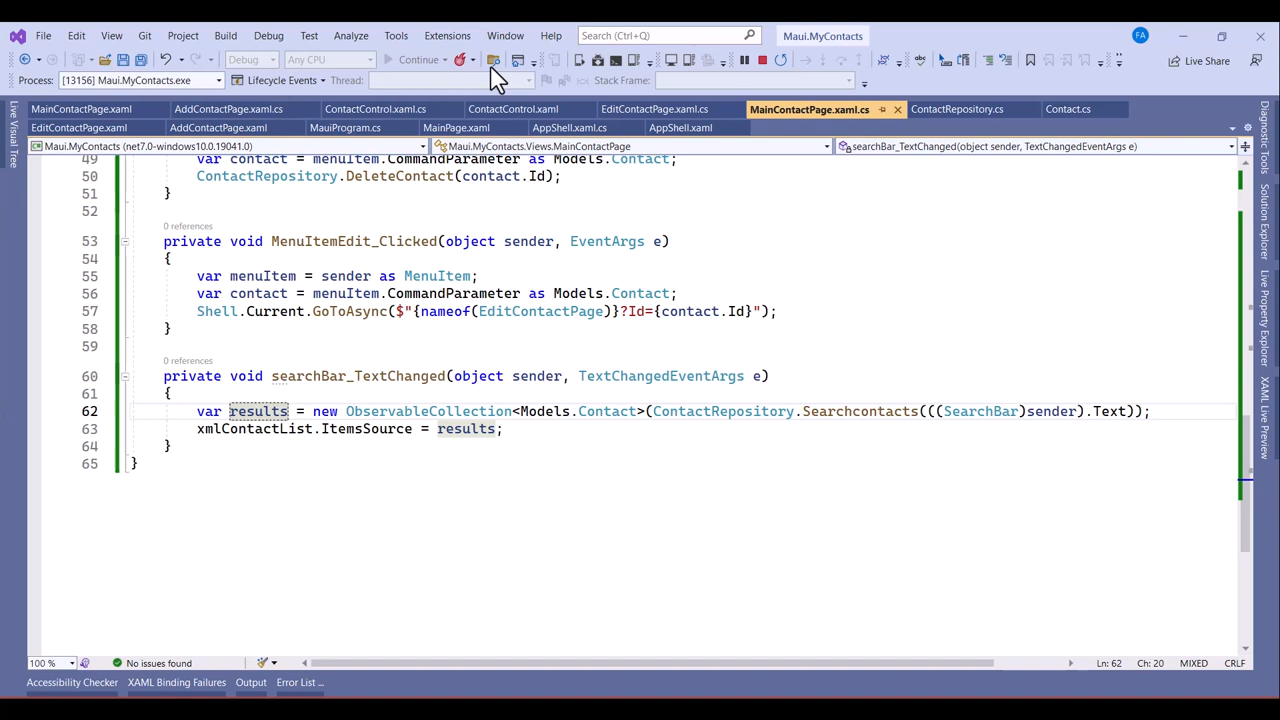 File Edit View Git Project Build Debug Test Analyze Tools Extensions Window Help Search (Ctrl+Q) Maui.MyContacts FA
Debug Any CPU Continue Live Share
Process: [13156] Maui.MyContacts.exe Lifecycle Events Thread: Stack Frame:
MainContactPage.xaml AddContactPage.xaml.cs ContactControl.xaml.cs ContactControl.xaml EditContactPage.xaml.cs MainContactPage.xaml.cs ContactRepository.cs Contact.cs
EditContactPage.xaml AddContactPage.xaml MauiProgram.cs MainPage.xaml AppShell.xaml.cs AppShell.xaml
Maui.MyContacts (net7.0-windows10.0.19041.0) Maui.MyContacts.Views.MainContactPage searchBar_TextChanged(object sender, TextChangedEventArgs e)
Live Visual Tree
49 var contact = menuItem.CommandParameter as Models.Contact;
50 ContactRepository.DeleteContact(contact.Id);
51 }
52
0 references
53 private void MenuItemEdit_Clicked(object sender, EventArgs e)
54 {
55 var menuItem = sender as MenuItem;
56 var contact = menuItem.CommandParameter as Models.Contact;
57 Shell.Current.GoToAsync($"{nameof(EditContactPage)}?Id={contact.Id}");
58 }
59
0 references
60 private void searchBar_TextChanged(object sender, TextChangedEventArgs e)
61 {
62 var results = new ObservableCollection<Models.Contact>(ContactRepository.Searchcontacts(((SearchBar)sender).Text));
63 xmlContactList.ItemsSource = results;
64 }
65 }
Diagnostic Tools
Solution Explorer
Live Property Explorer
XAML Live Preview
100 % No issues found Ln: 62 Ch: 20 MIXED CRLF
Accessibility Checker XAML Binding Failures Output Error List ...